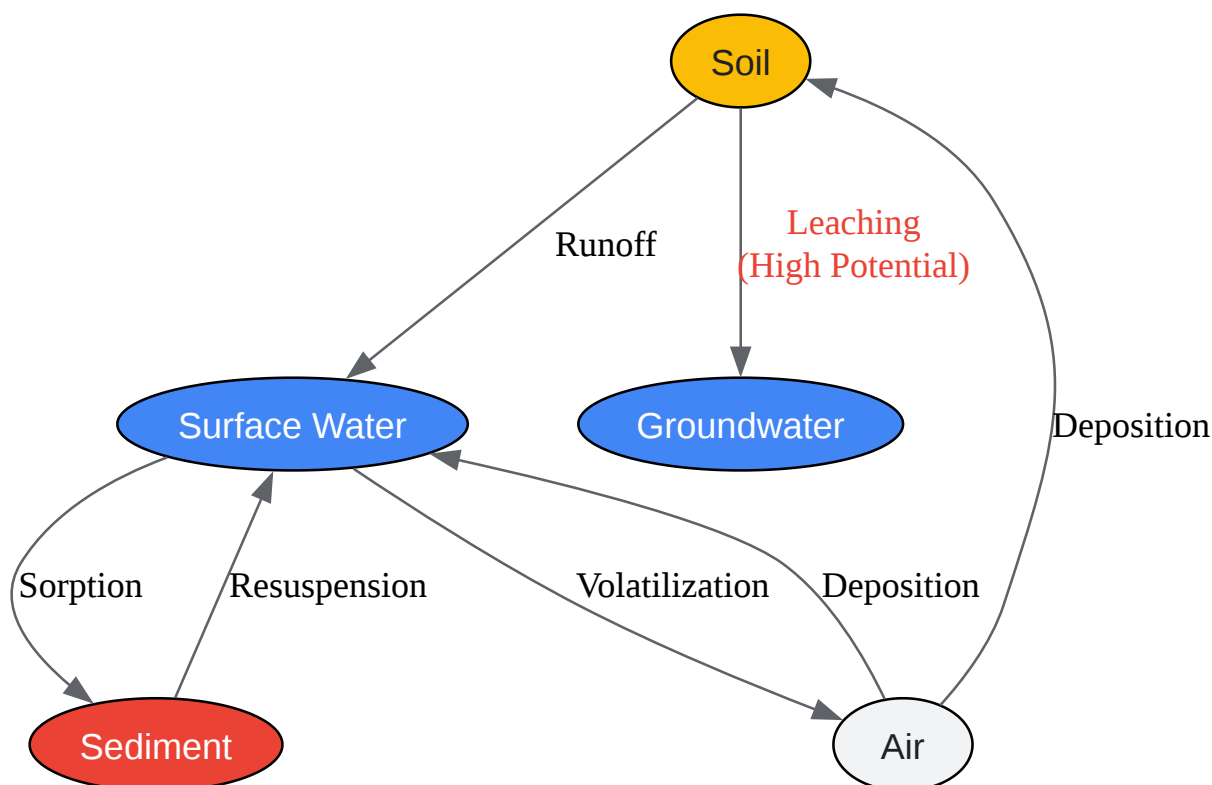 Soil
Runoff
Leaching
(High Potential)
Surface Water
Groundwater
Deposition
Sorption
Resuspension
Volatilization
Deposition
Sediment
Air